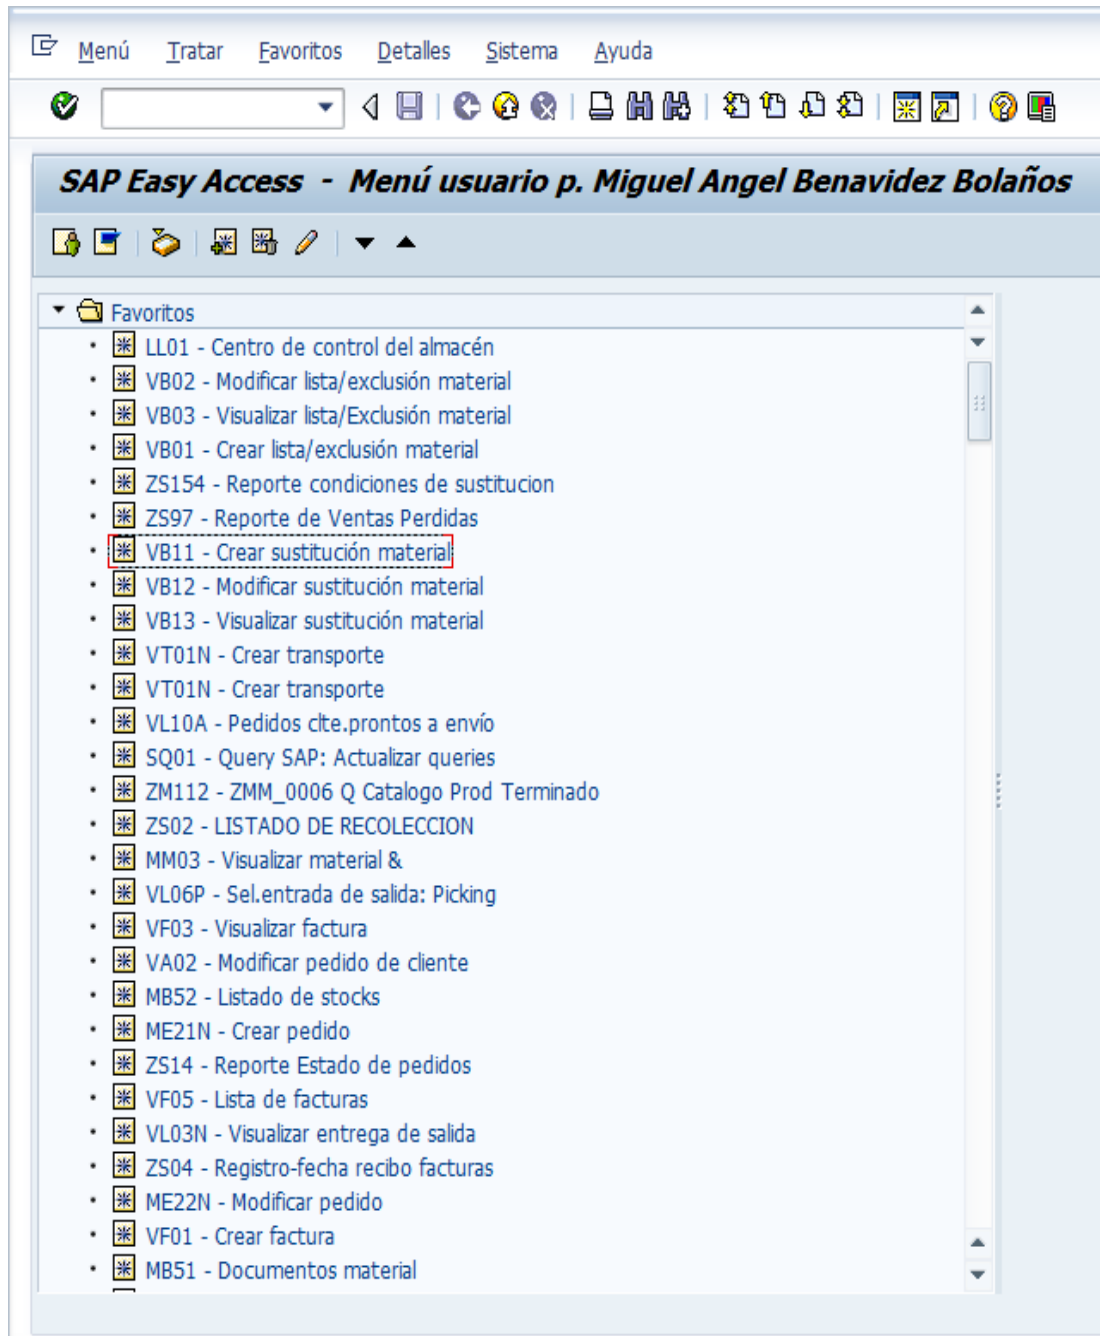 Menú Tratar Favoritos Detalles Sistema Ayuda
SAP Easy Access - Menú usuario p. Miguel Angel Benavidez Bolaños
Favoritos
LL01 - Centro de control del almacén
VB02 - Modificar lista/exclusión material
VB03 - Visualizar lista/Exclusión material
VB01 - Crear lista/exclusión material
ZS154 - Reporte condiciones de sustitucion
ZS97 - Reporte de Ventas Perdidas
VB11 - Crear sustitución material
VB12 - Modificar sustitución material
VB13 - Visualizar sustitución material
VT01N - Crear transporte
VT01N - Crear transporte
VL10A - Pedidos clte.prontos a envío
SQ01 - Query SAP: Actualizar queries
ZM112 - ZMM_0006 Q Catalogo Prod Terminado
ZS02 - LISTADO DE RECOLECCION
MM03 - Visualizar material &
VL06P - Sel.entrada de salida: Picking
VF03 - Visualizar factura
VA02 - Modificar pedido de cliente
MB52 - Listado de stocks
ME21N - Crear pedido
ZS14 - Reporte Estado de pedidos
VF05 - Lista de facturas
VL03N - Visualizar entrega de salida
ZS04 - Registro-fecha recibo facturas
ME22N - Modificar pedido
VF01 - Crear factura
MB51 - Documentos material